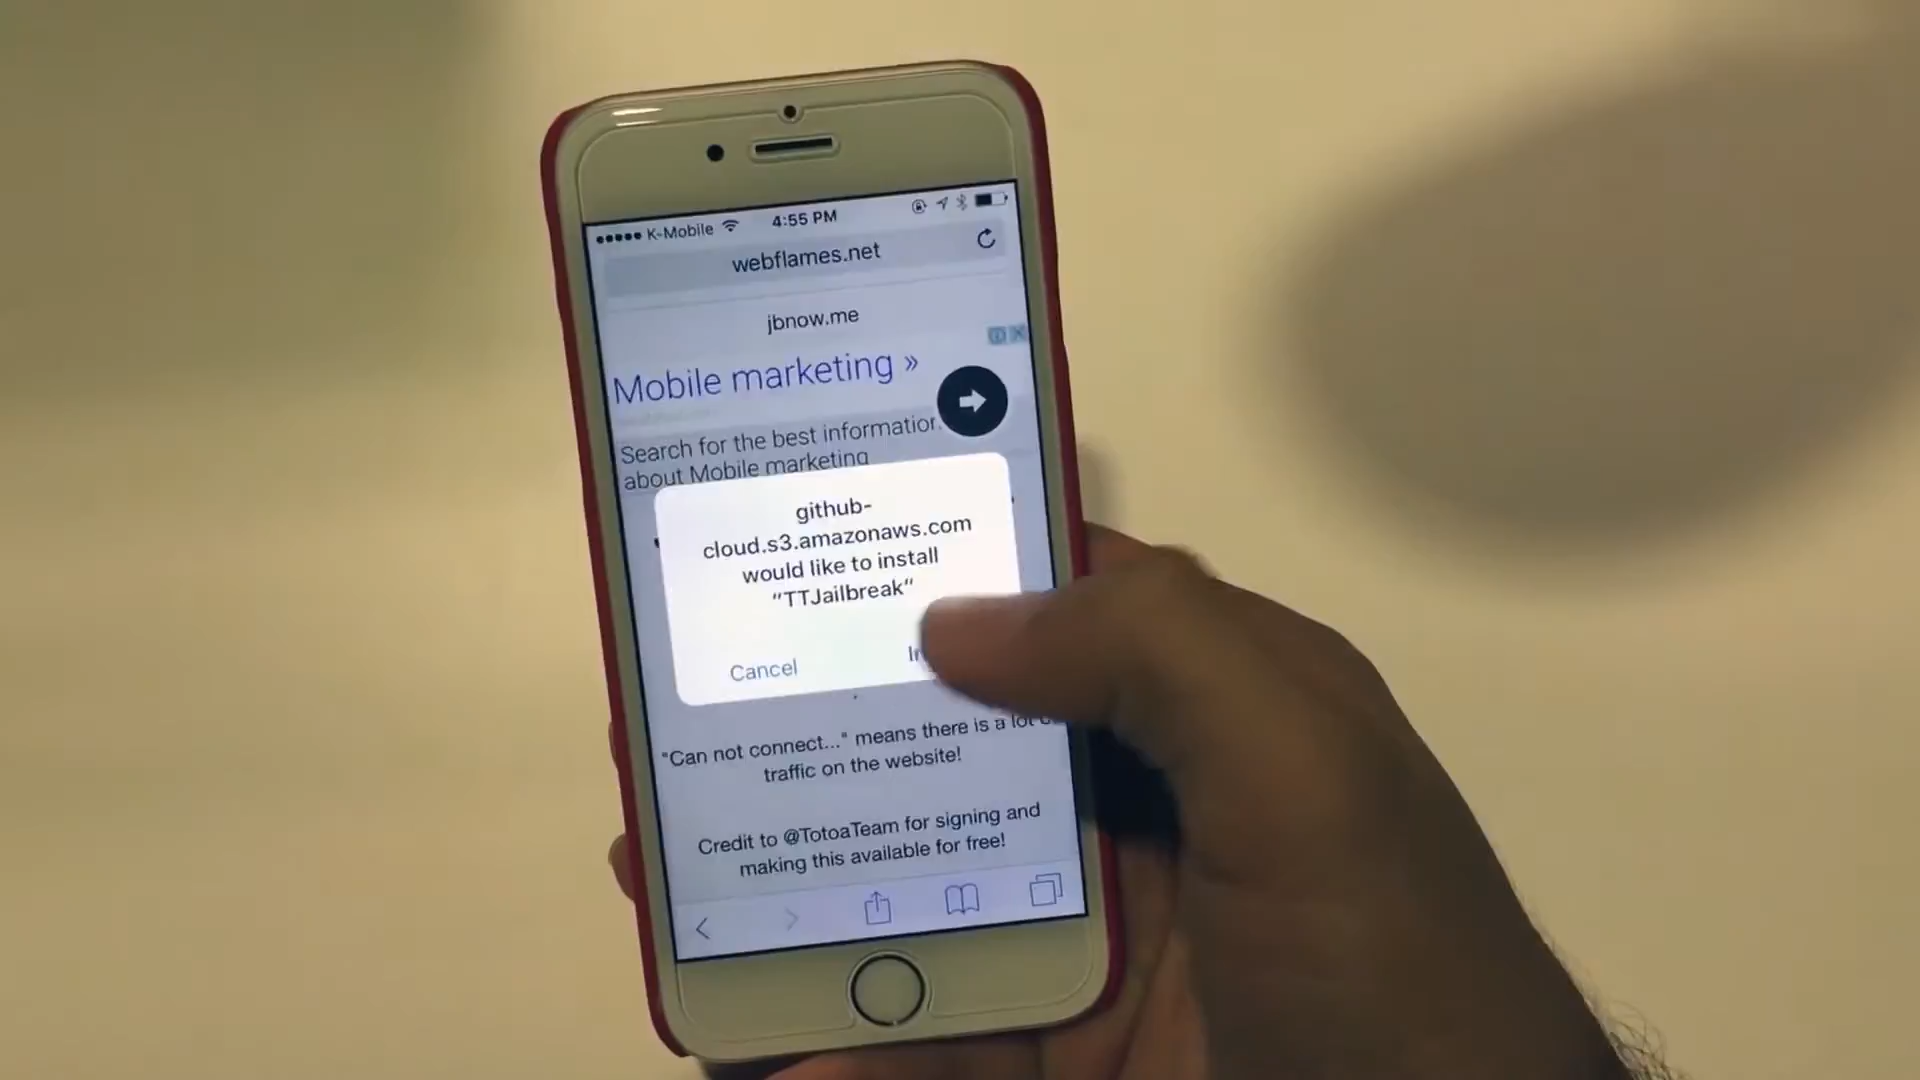 K-Mobile 4:55 PM
webflames.net
jbnow.me
Mobile marketing »
Search for the best information
about Mobile marketing
github-
cloud.s3.amazonaws.com
would like to install
"TTJailbreak"
Cancel
"Can not connect..." means there is a lot
traffic on the website!
Credit to @TotoaTeam for signing and
making this available for free!